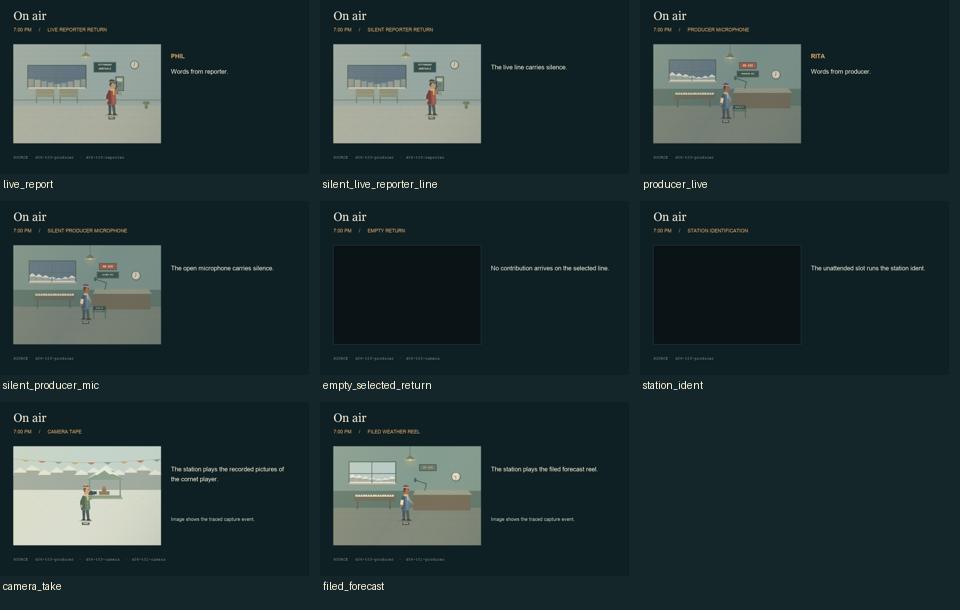 On air
7:00 PM / LIVE REPORTER RETURN
PHIL
Words from reporter.
live_report
On air
7:00 PM / SILENT REPORTER RETURN
The live line carries silence.
silent_live_reporter_line
On air
7:00 PM / PRODUCER MICROPHONE
RITA
Words from producer.
producer_live
On air
7:00 PM / SILENT PRODUCER MICROPHONE
The open microphone carries silence.
silent_producer_mic
On air
7:00 PM / EMPTY RETURN
No contribution arrives on the selected line.
empty_selected_return
On air
7:00 PM / STATION IDENTIFICATION
The unattended slot runs the station ident.
station_ident
On air
7:00 PM / CAMERA TAPE
The station plays the recorded pictures of
the cornet player.
Image shows the traced capture event.
camera_take
On air
7:00 PM / FILED WEATHER REEL
The station plays the filed forecast reel.
Image shows the traced capture event.
filed_forecast